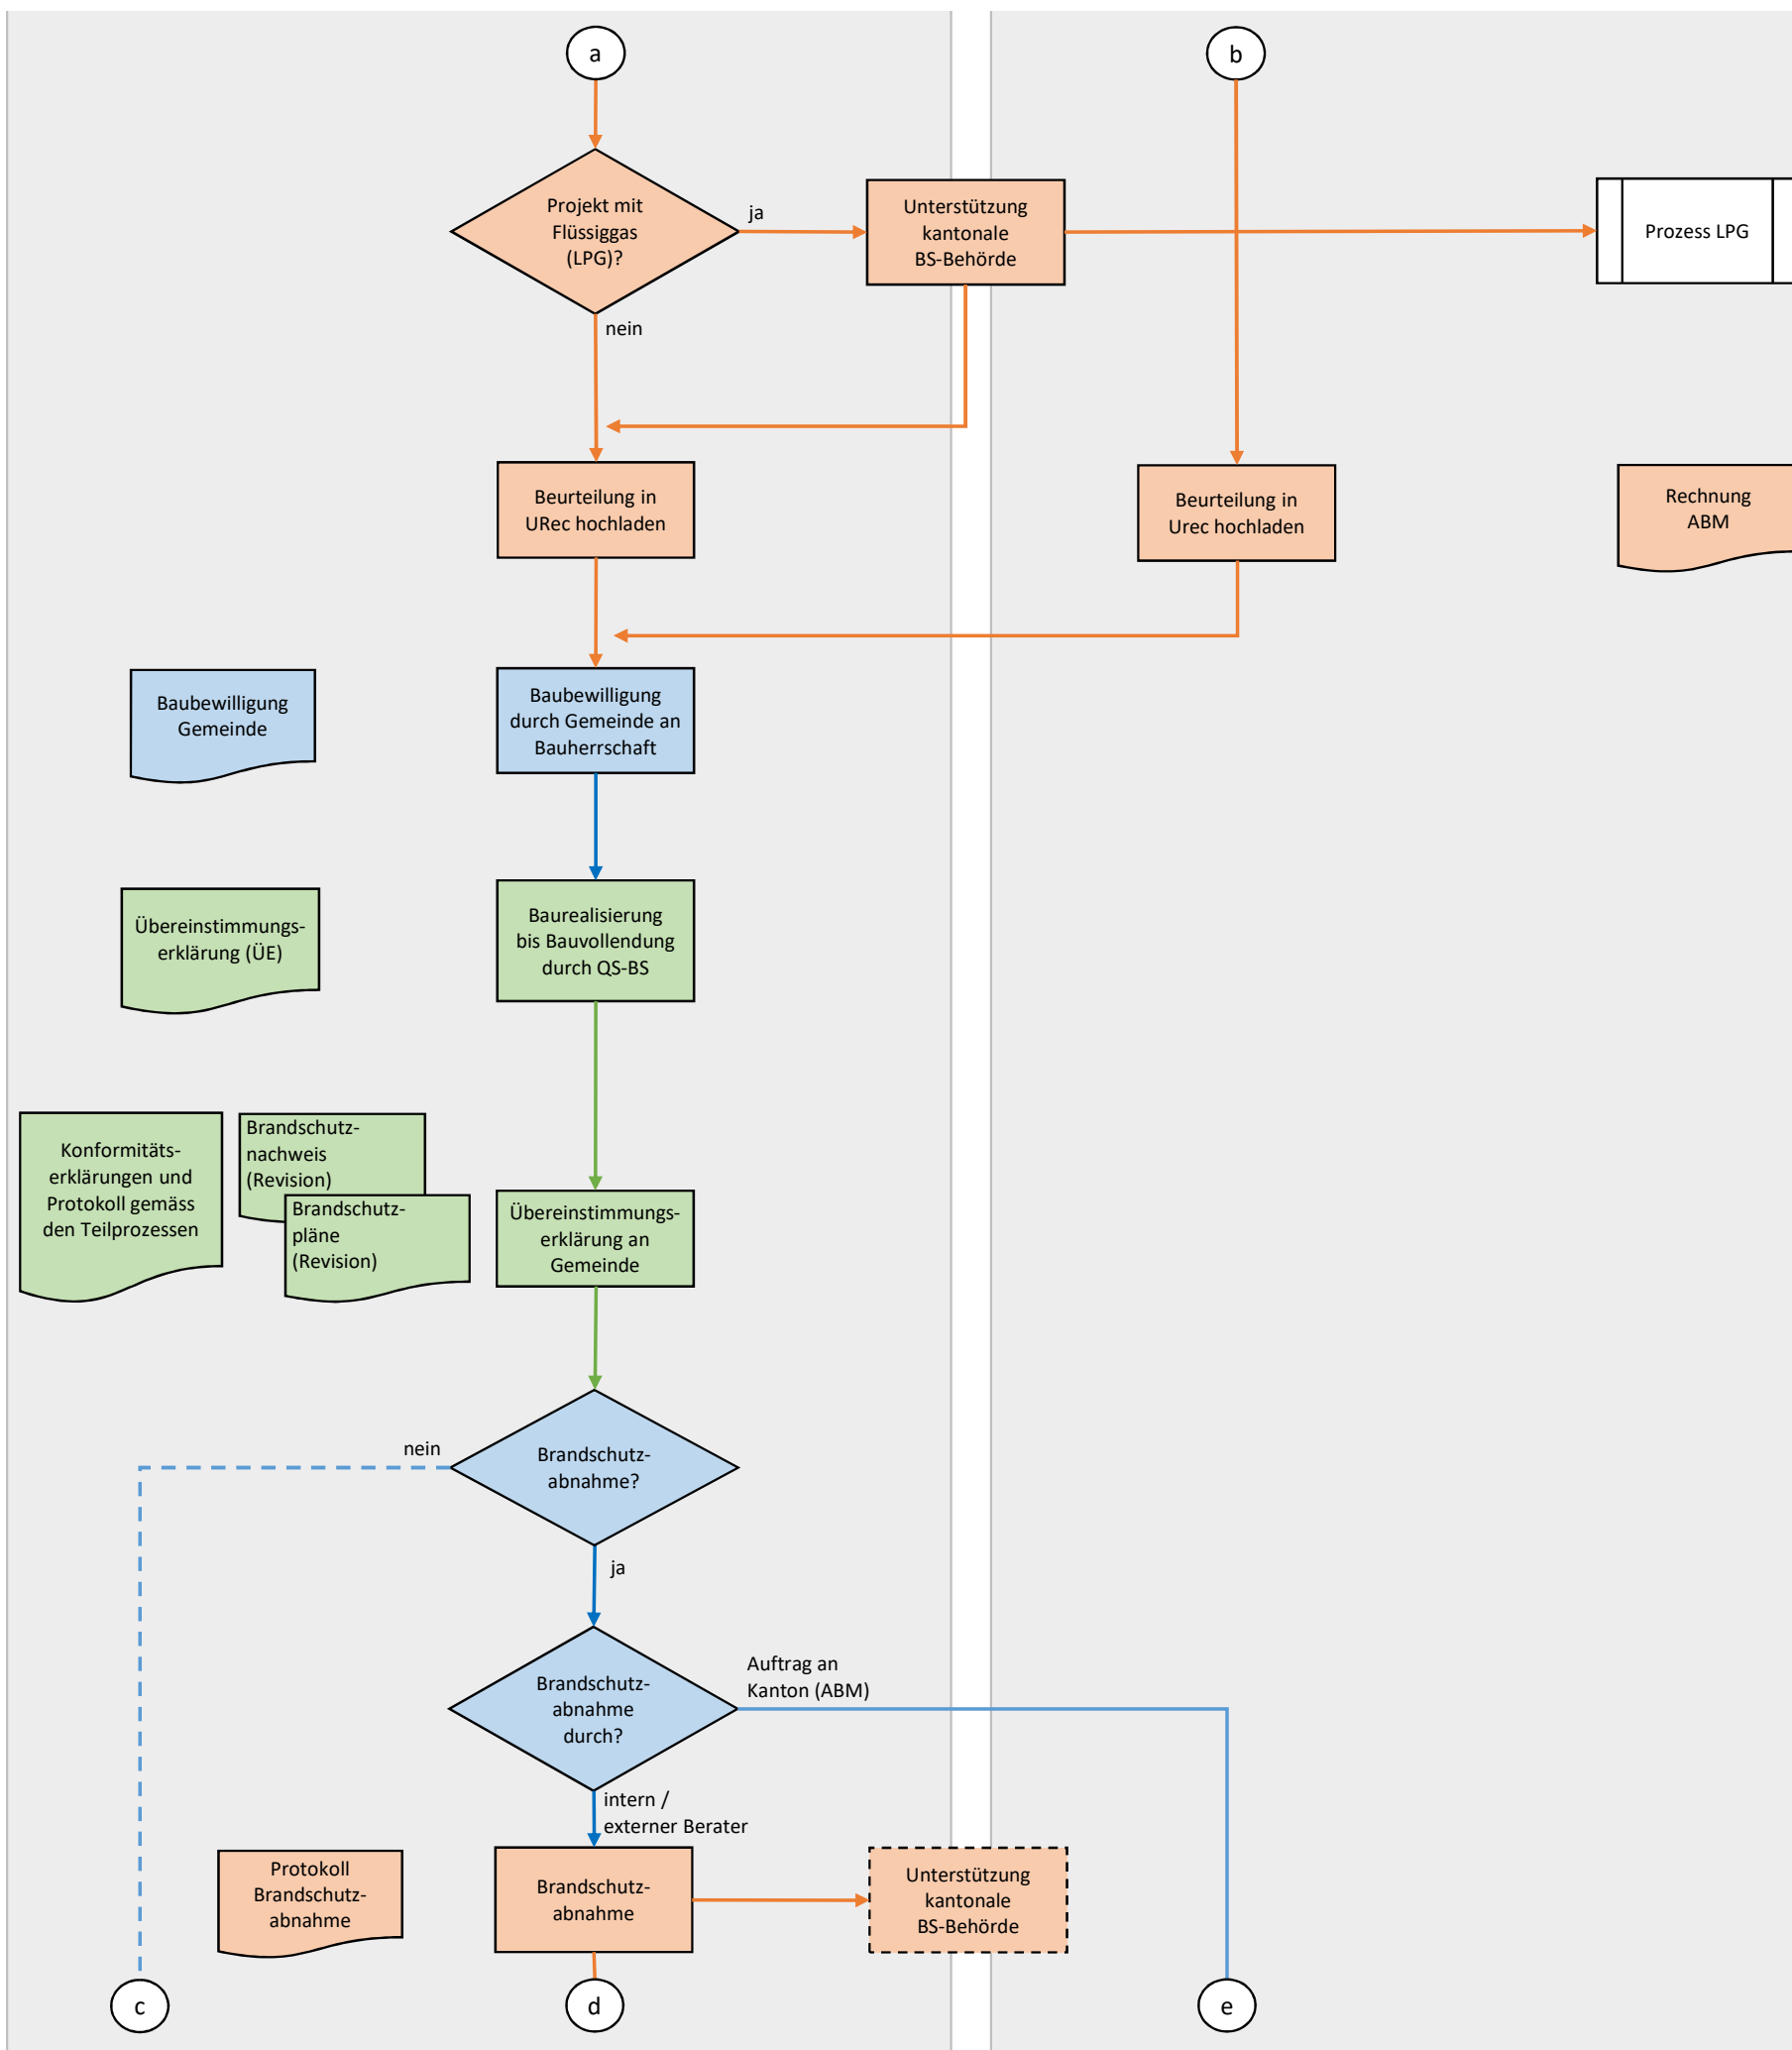 a
b
Projekt mit
Flüssiggas
(LPG)?
ja
nein
Unterstützung
kantonale
BS-Behörde
Prozess LPG
Beurteilung in
URec hochladen
Beurteilung in
Urec hochladen
Rechnung
ABM
Baubewilligung
Gemeinde
Baubewilligung
durch Gemeinde an
Bauherrschaft
Übereinstimmungs-
erklärung (ÜE)
Baurealisierung
bis Bauvollendung
durch QS-BS
Konformitäts-
erklärungen und
Protokoll gemäss
den Teilprozessen
Brandschutz-
nachweis
(Revision)
Brandschutz-
pläne
(Revision)
Übereinstimmungs-
erklärung an
Gemeinde
nein
Brandschutz-
abnahme?
ja
Brandschutz-
abnahme
durch?
Auftrag an
Kanton (ABM)
intern /
externer Berater
Protokoll
Brandschutz-
abnahme
Brandschutz-
abnahme
Unterstützung
kantonale
BS-Behörde
c
d
e